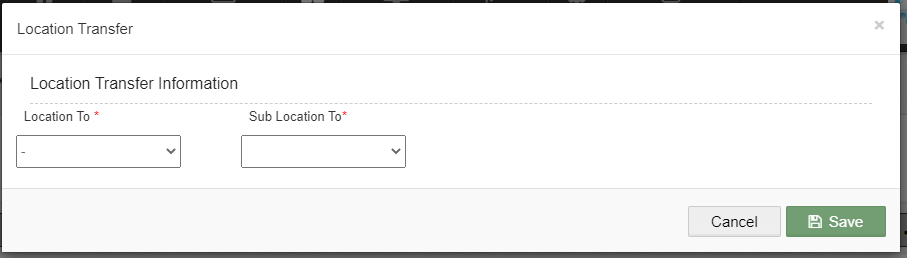 Location Transfer ×
Location Transfer Information
Location To * Sub Location To*
-
Cancel Save